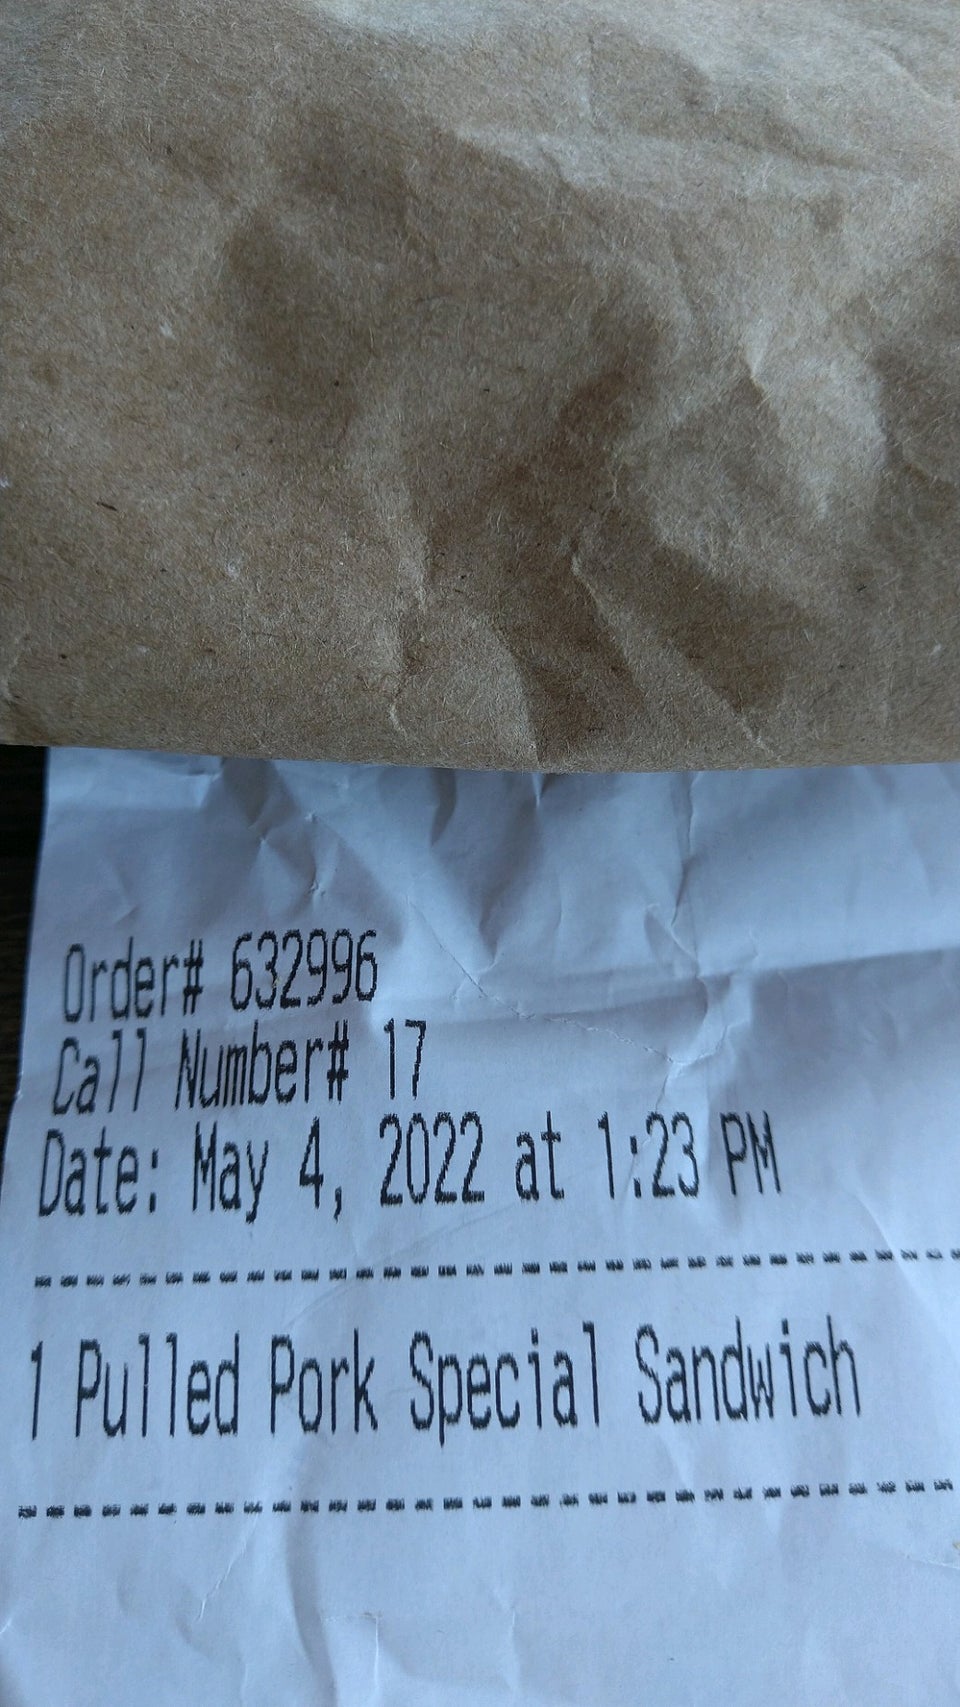 Order# 632996
Call Number# 17
Date: May 4, 2022 at 1:23 PM
1 Pulled Pork Special Sandwich